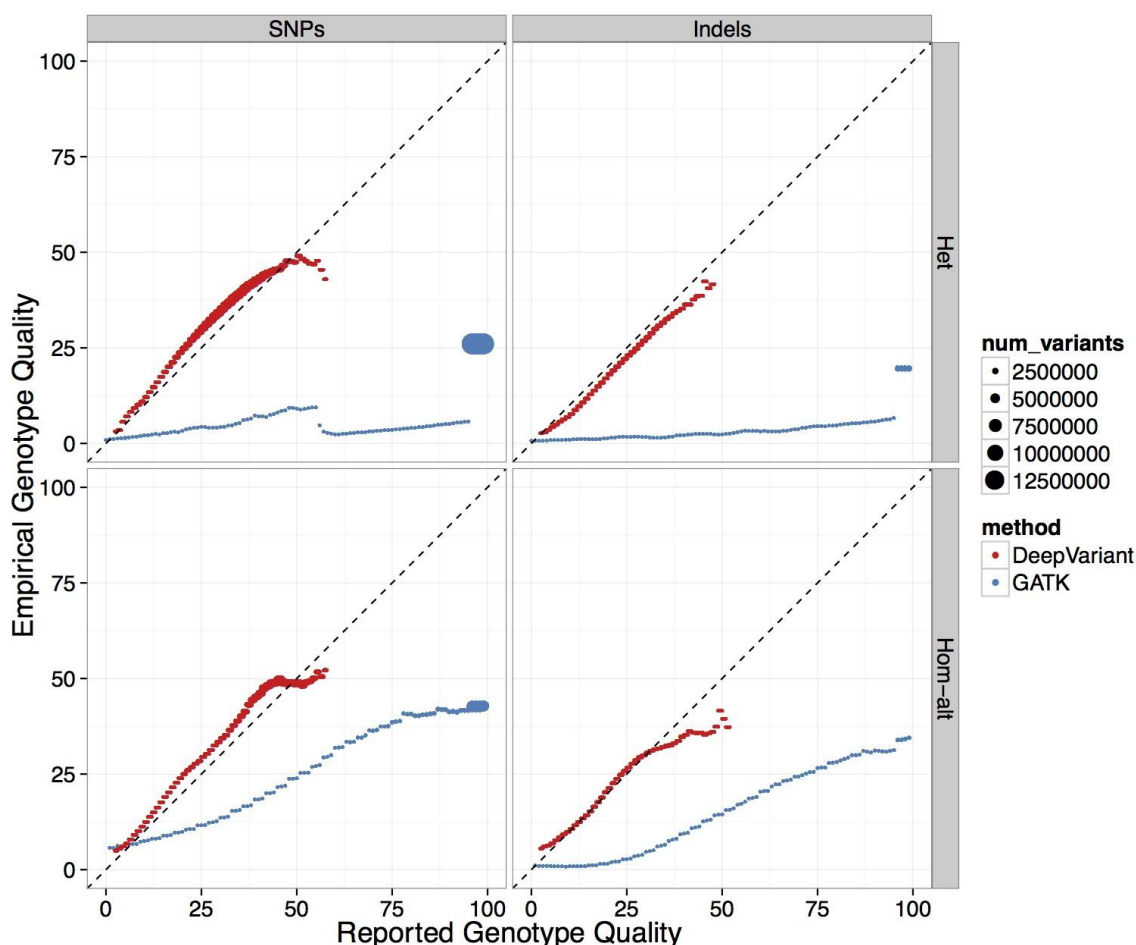 SNPs Indels
100
75
50
25
0
Het
100
75
50
25
0
Hom-alt
0 25 50 75 100 0 25 50 75 100
Empirical Genotype Quality
Reported Genotype Quality
num_variants
2500000
5000000
7500000
10000000
12500000
method
DeepVariant
GATK